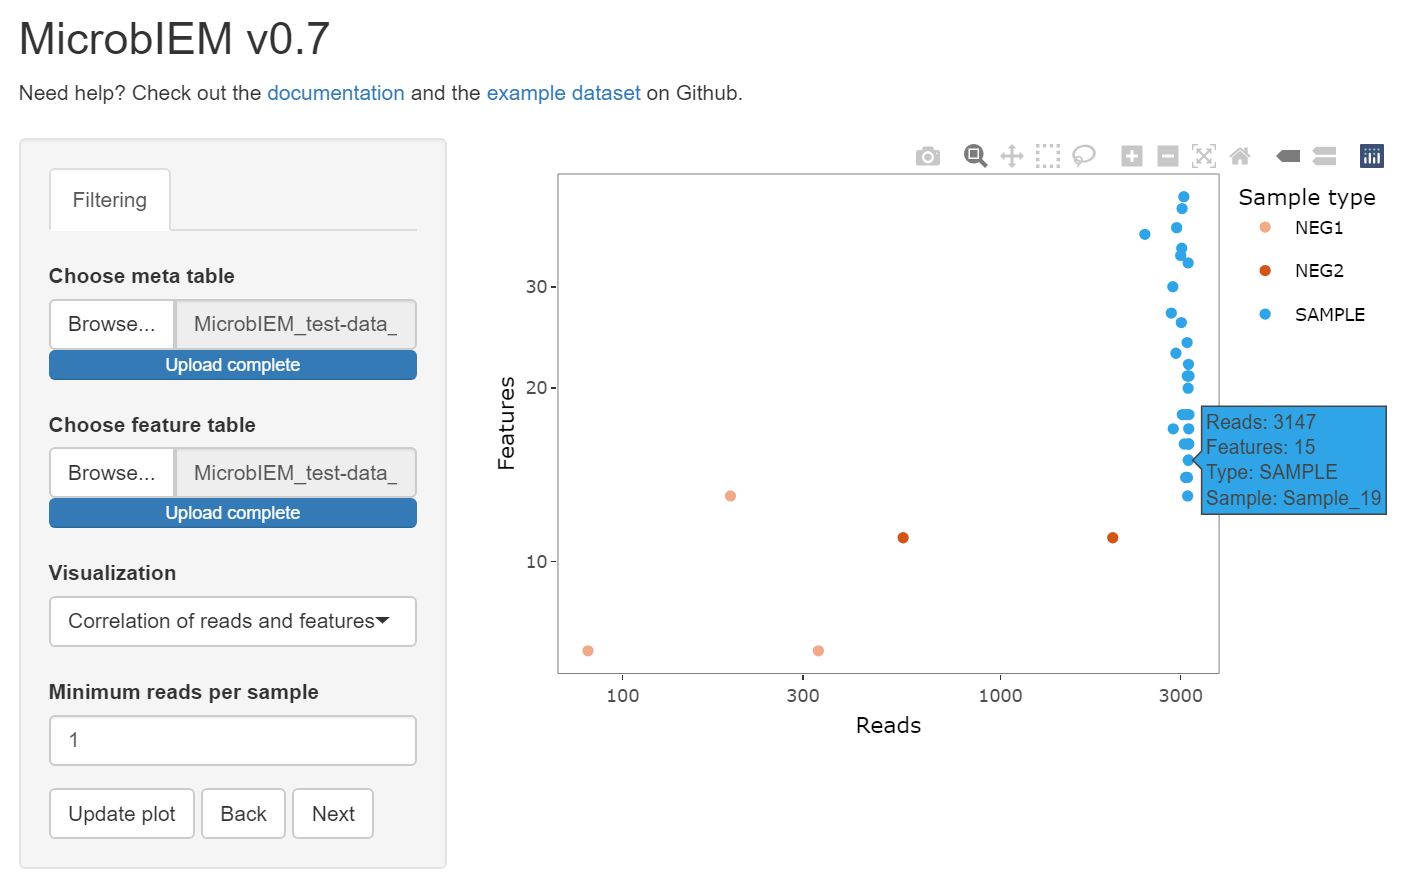 MicrobIEM v0.7
Need help? Check out the documentation and the example dataset on Github.
Filtering
Choose meta table
Browse... MicrobIEM_test-data_
Upload complete
Choose feature table
Browse... MicrobIEM_test-data_
Upload complete
Visualization
Correlation of reads and features
Minimum reads per sample
1
Update plot Back Next
Features
30
20
10
100 300 1000 3000
Reads
Sample type
NEG1
NEG2
SAMPLE
Reads: 3147
Features: 15
Type: SAMPLE
Sample: Sample_19